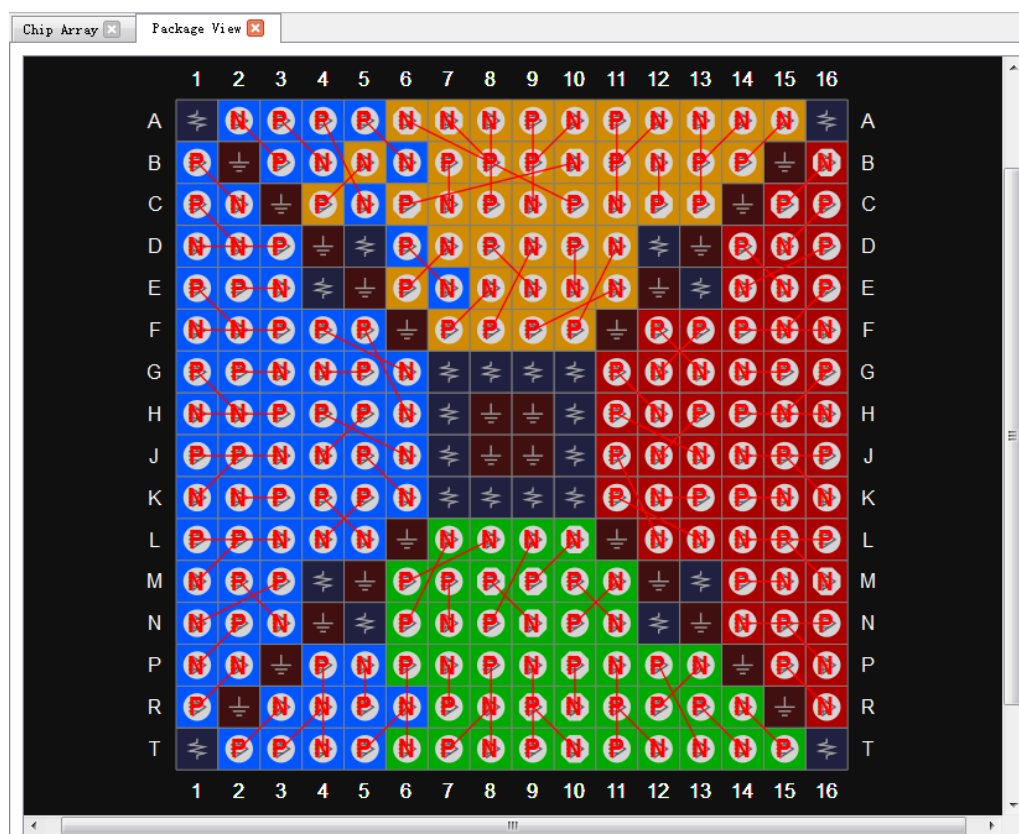 Chip Array
Package View
1 2 3 4 5 6 7 8 9 10 11 12 13 14 15 16
A N P P P N N N P N P N N N N A
B P P N N N P P P N P N P P N B
C P N P N P N P N P N P P P P C
D N N P P N P N P N P N P D
E P P N P N N N N N N N P E
F N N P P P P P P P P N P N N F
G P P N N P N P N N N P P G
H N N P P P N P N P P N N H
J P P N N P N P N N N P P J
K N N P P P N P N P P N N K
L P P N N N N N N N N N N P P L
M N P P P P P P P N P N N M
N N P N P N P N P N N P P N
P N N P N P N P N P N P P P N P
R P N N P N P N P N N P P N N R
T P P N P N P N P N P N N N P T
1 2 3 4 5 6 7 8 9 10 11 12 13 14 15 16